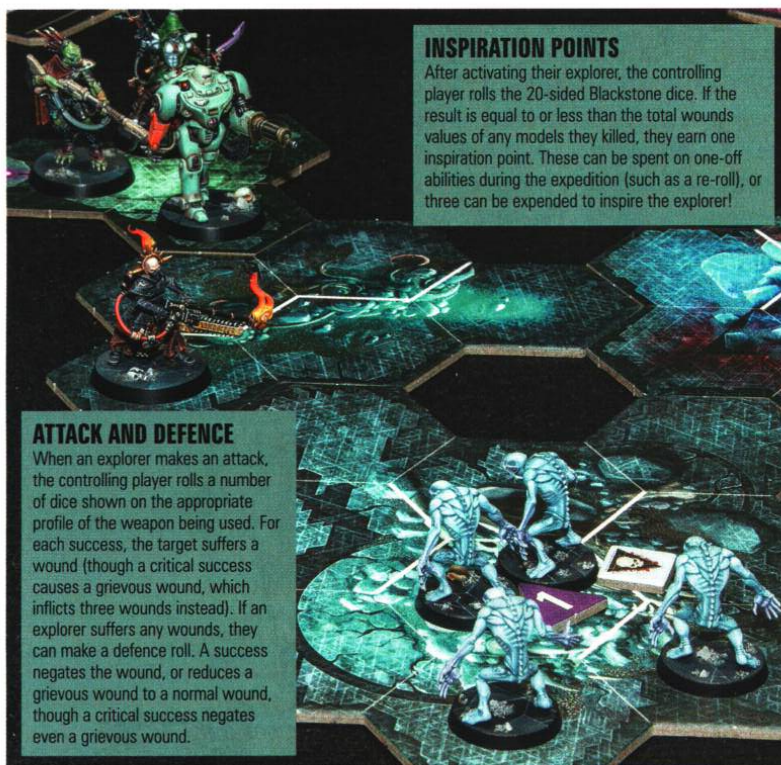 INSPIRATION POINTS
After activating their explorer, the controlling
player rolls the 20-sided Blackstone dice. If the
result is equal to or less than the total wounds
values of any models they killed, they earn one
inspiration point. These can be spent on one-off
abilities during the expedition (such as a re-roll), or
three can be expended to inspire the explorer!
ATTACK AND DEFENCE
When an explorer makes an attack,
the controlling player rolls a number
of dice shown on the appropriate
profile of the weapon being used. For
each success, the target suffers a
wound (though a critical success
causes a grievous wound, which
inflicts three wounds instead). If an
explorer suffers any wounds, they
can make a defence roll. A success
negates the wound, or reduces a
grievous wound to a normal wound,
though a critical success negates
even a grievous wound.
1